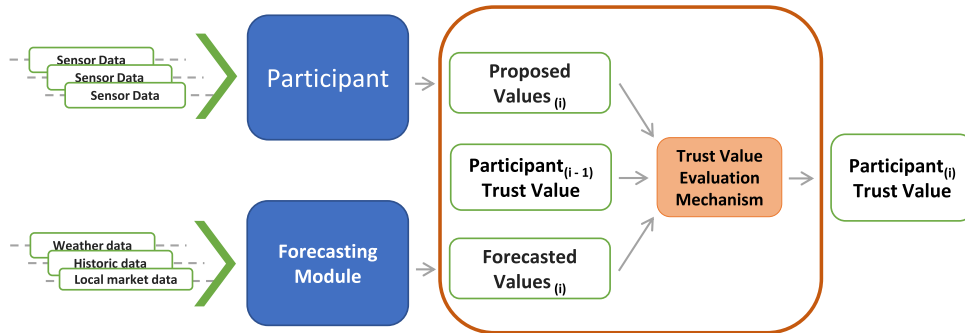 Sensor Data
Sensor Data
Sensor Data
Participant
Proposed
Values (i)
Participant(i - 1)
Trust Value
Trust Value
Evaluation
Mechanism
Participant(i)
Trust Value
Weather data
Historic data
Local market data
Forecasting
Module
Forecasted
Values (i)